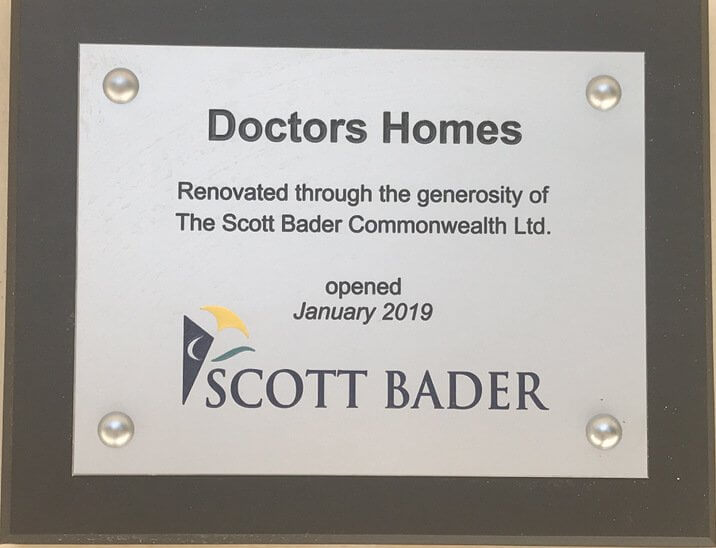 Doctors Homes
Renovated through the generosity of
The Scott Bader Commonwealth Ltd.
opened
January 2019
SCOTT BADER